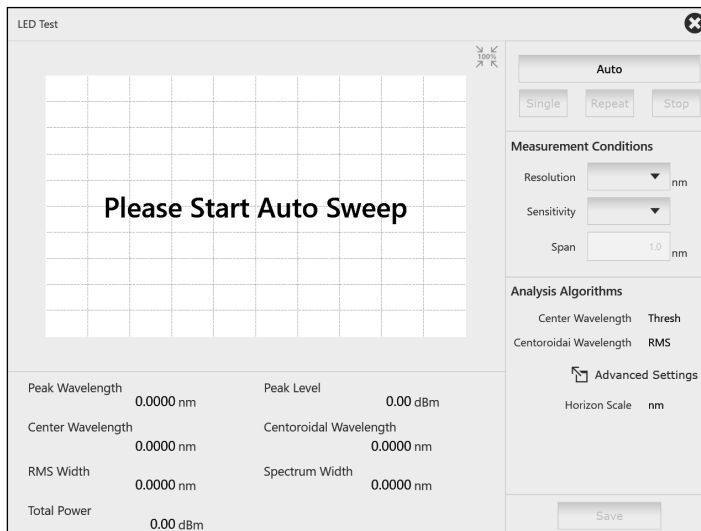 LED Test
100%
Auto
Single Repeat Stop
Please Start Auto Sweep
Measurement Conditions
Resolution nm
Sensitivity
Span 1.0 nm
Analysis Algorithms
Center Wavelength Thresh
Centoroidai Wavelength RMS
Advanced Settings
Horizon Scale nm
Peak Wavelength
0.0000 nm
Peak Level
0.00 dBm
Center Wavelength
0.0000 nm
Centoroidal Wavelength
0.0000 nm
RMS Width
0.0000 nm
Spectrum Width
0.0000 nm
Total Power
0.00 dBm
Save